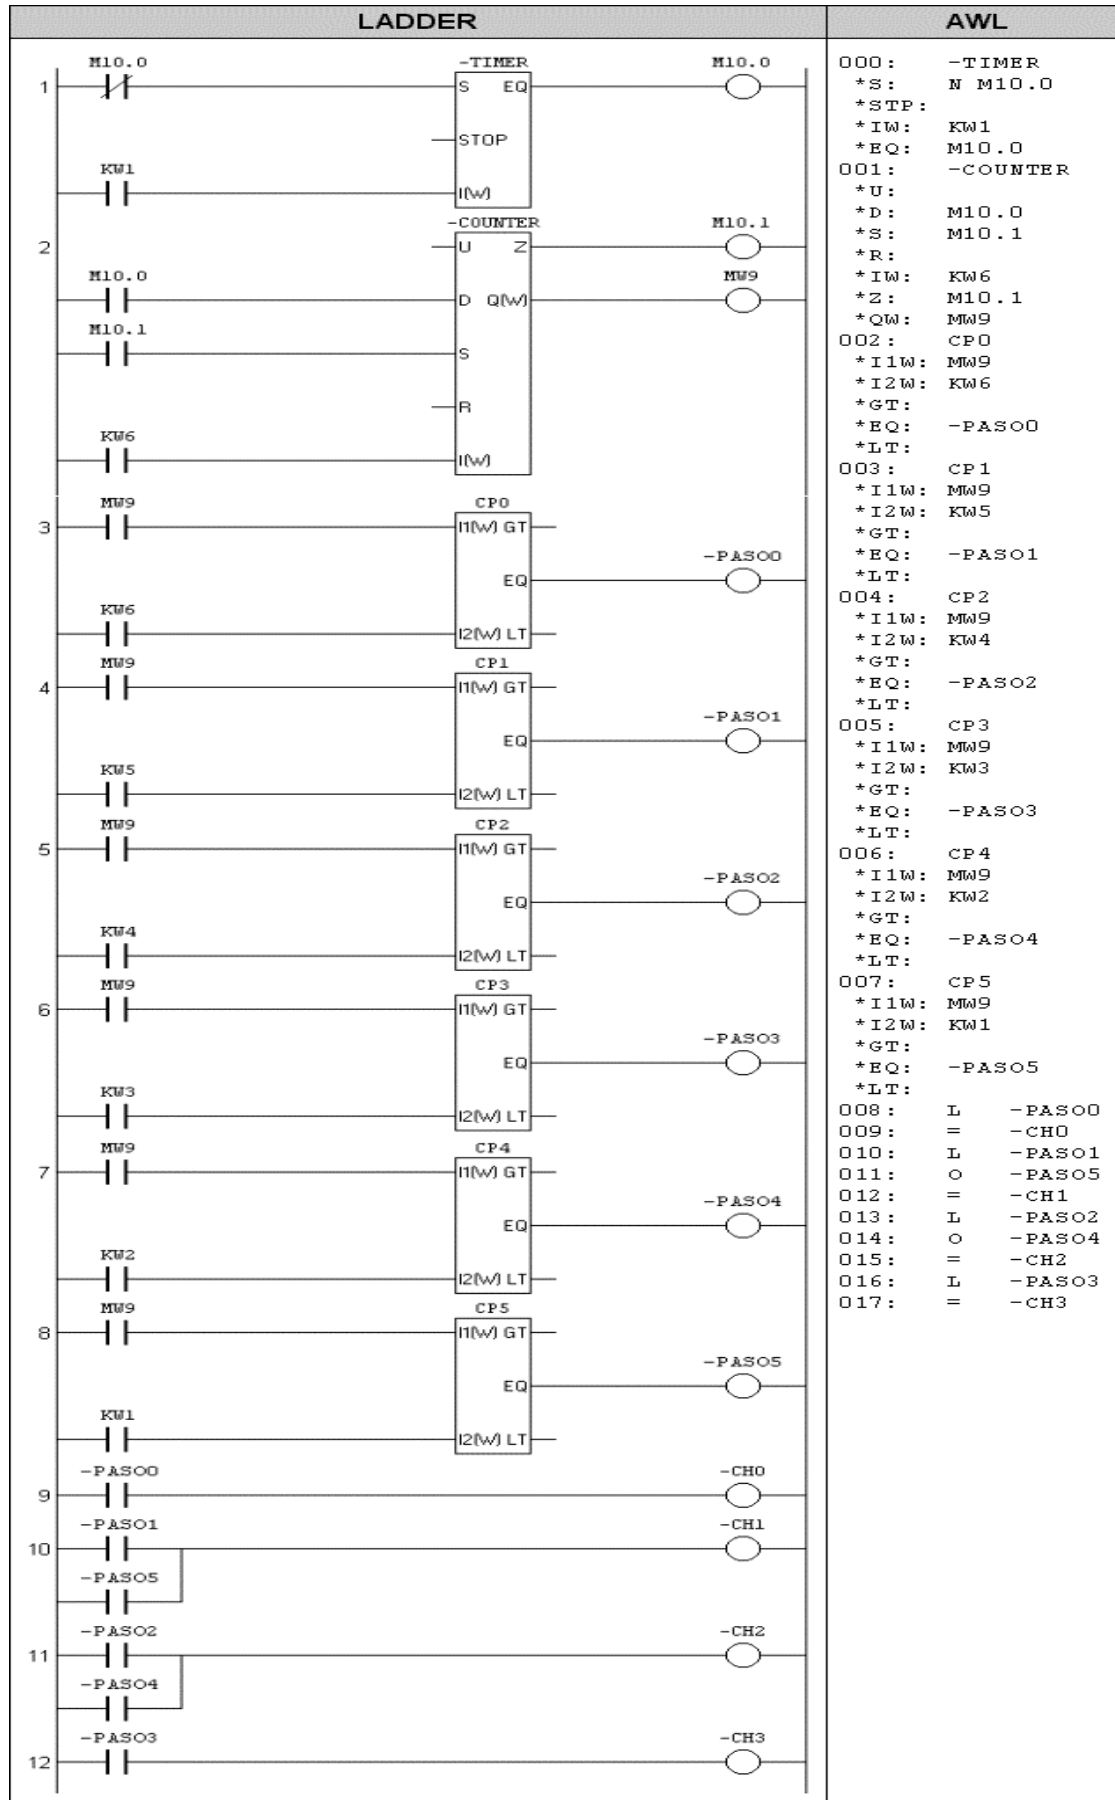 LADDER
AWL
M10.0 -TIMER M10.0
1 S EQ
STOP
KW1
I(W)
-COUNTER M10.1
2 U Z
M10.0 MW9
D Q(W)
M10.1
S
R
KW6
I(W)
MW9 CP0
3 I1(W) GT
-PASO0
EQ
KW6
I2(W) LT
MW9 CP1
4 I1(W) GT
-PASO1
EQ
KW5
I2(W) LT
MW9 CP2
5 I1(W) GT
-PASO2
EQ
KW4
I2(W) LT
MW9 CP3
6 I1(W) GT
-PASO3
EQ
KW3
I2(W) LT
MW9 CP4
7 I1(W) GT
-PASO4
EQ
KW2
I2(W) LT
MW9 CP5
8 I1(W) GT
-PASO5
EQ
KW1
I2(W) LT
-PASO0 -CH0
9
-PASO1 -CH1
10
-PASO5
-PASO2 -CH2
11
-PASO4
-PASO3 -CH3
12
000: -TIMER
*S: N M10.0
*STP:
*IW: KW1
*EQ: M10.0
001: -COUNTER
*U:
*D: M10.0
*S: M10.1
*R:
*IW: KW6
*Z: M10.1
*QW: MW9
002: CP0
*I1W: MW9
*I2W: KW6
*GT:
*EQ: -PASO0
*LT:
003: CP1
*I1W: MW9
*I2W: KW5
*GT:
*EQ: -PASO1
*LT:
004: CP2
*I1W: MW9
*I2W: KW4
*GT:
*EQ: -PASO2
*LT:
005: CP3
*I1W: MW9
*I2W: KW3
*GT:
*EQ: -PASO3
*LT:
006: CP4
*I1W: MW9
*I2W: KW2
*GT:
*EQ: -PASO4
*LT:
007: CP5
*I1W: MW9
*I2W: KW1
*GT:
*EQ: -PASO5
*LT:
008: L -PASO0
009: = -CH0
010: L -PASO1
011: O -PASO5
012: = -CH1
013: L -PASO2
014: O -PASO4
015: = -CH2
016: L -PASO3
017: = -CH3